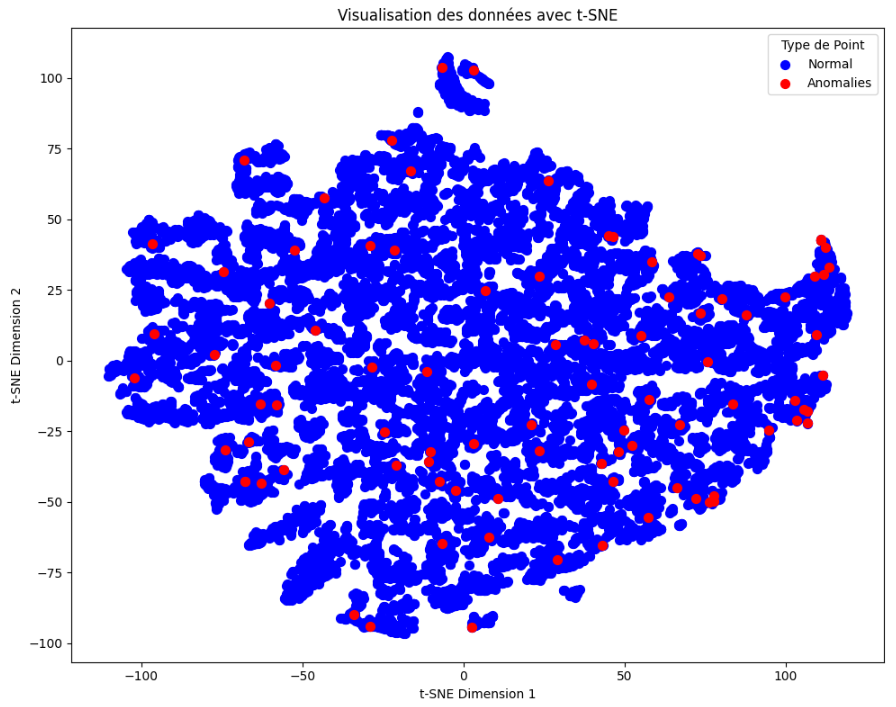 Visualisation des données avec t-SNE
Type de Point
Normal
Anomalies
100
75
50
25
0
−25
−50
−75
−100
t-SNE Dimension 2
−100
−50
0
50
100
t-SNE Dimension 1